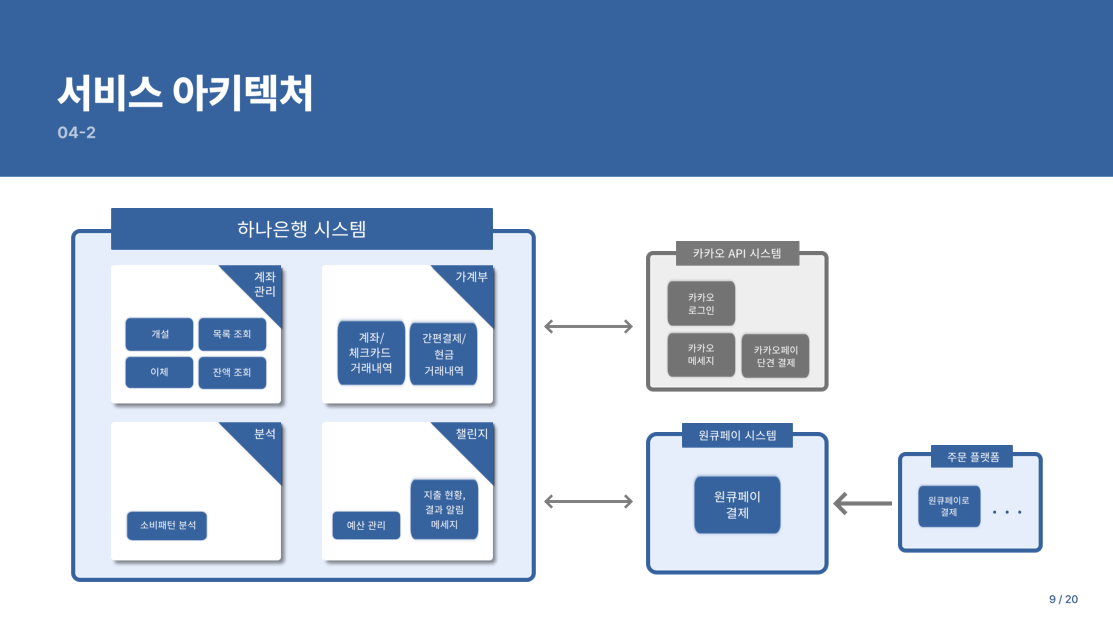 서비스 아키텍처
04-2
하나은행 시스템
계좌
관리
개설
목록 조회
이체
잔액 조회
가계부
계좌/
체크카드
거래내역
간편결제/
현금
거래내역
분석
소비패턴 분석
챌린지
예산 관리
지출 현황,
결과 알림
메세지
카카오 API 시스템
카카오
로그인
카카오
메세지
카카오페이
단건 결제
원큐페이 시스템
원큐페이
결제
주문 플랫폼
원큐페이로
결제
. . .
9 / 20